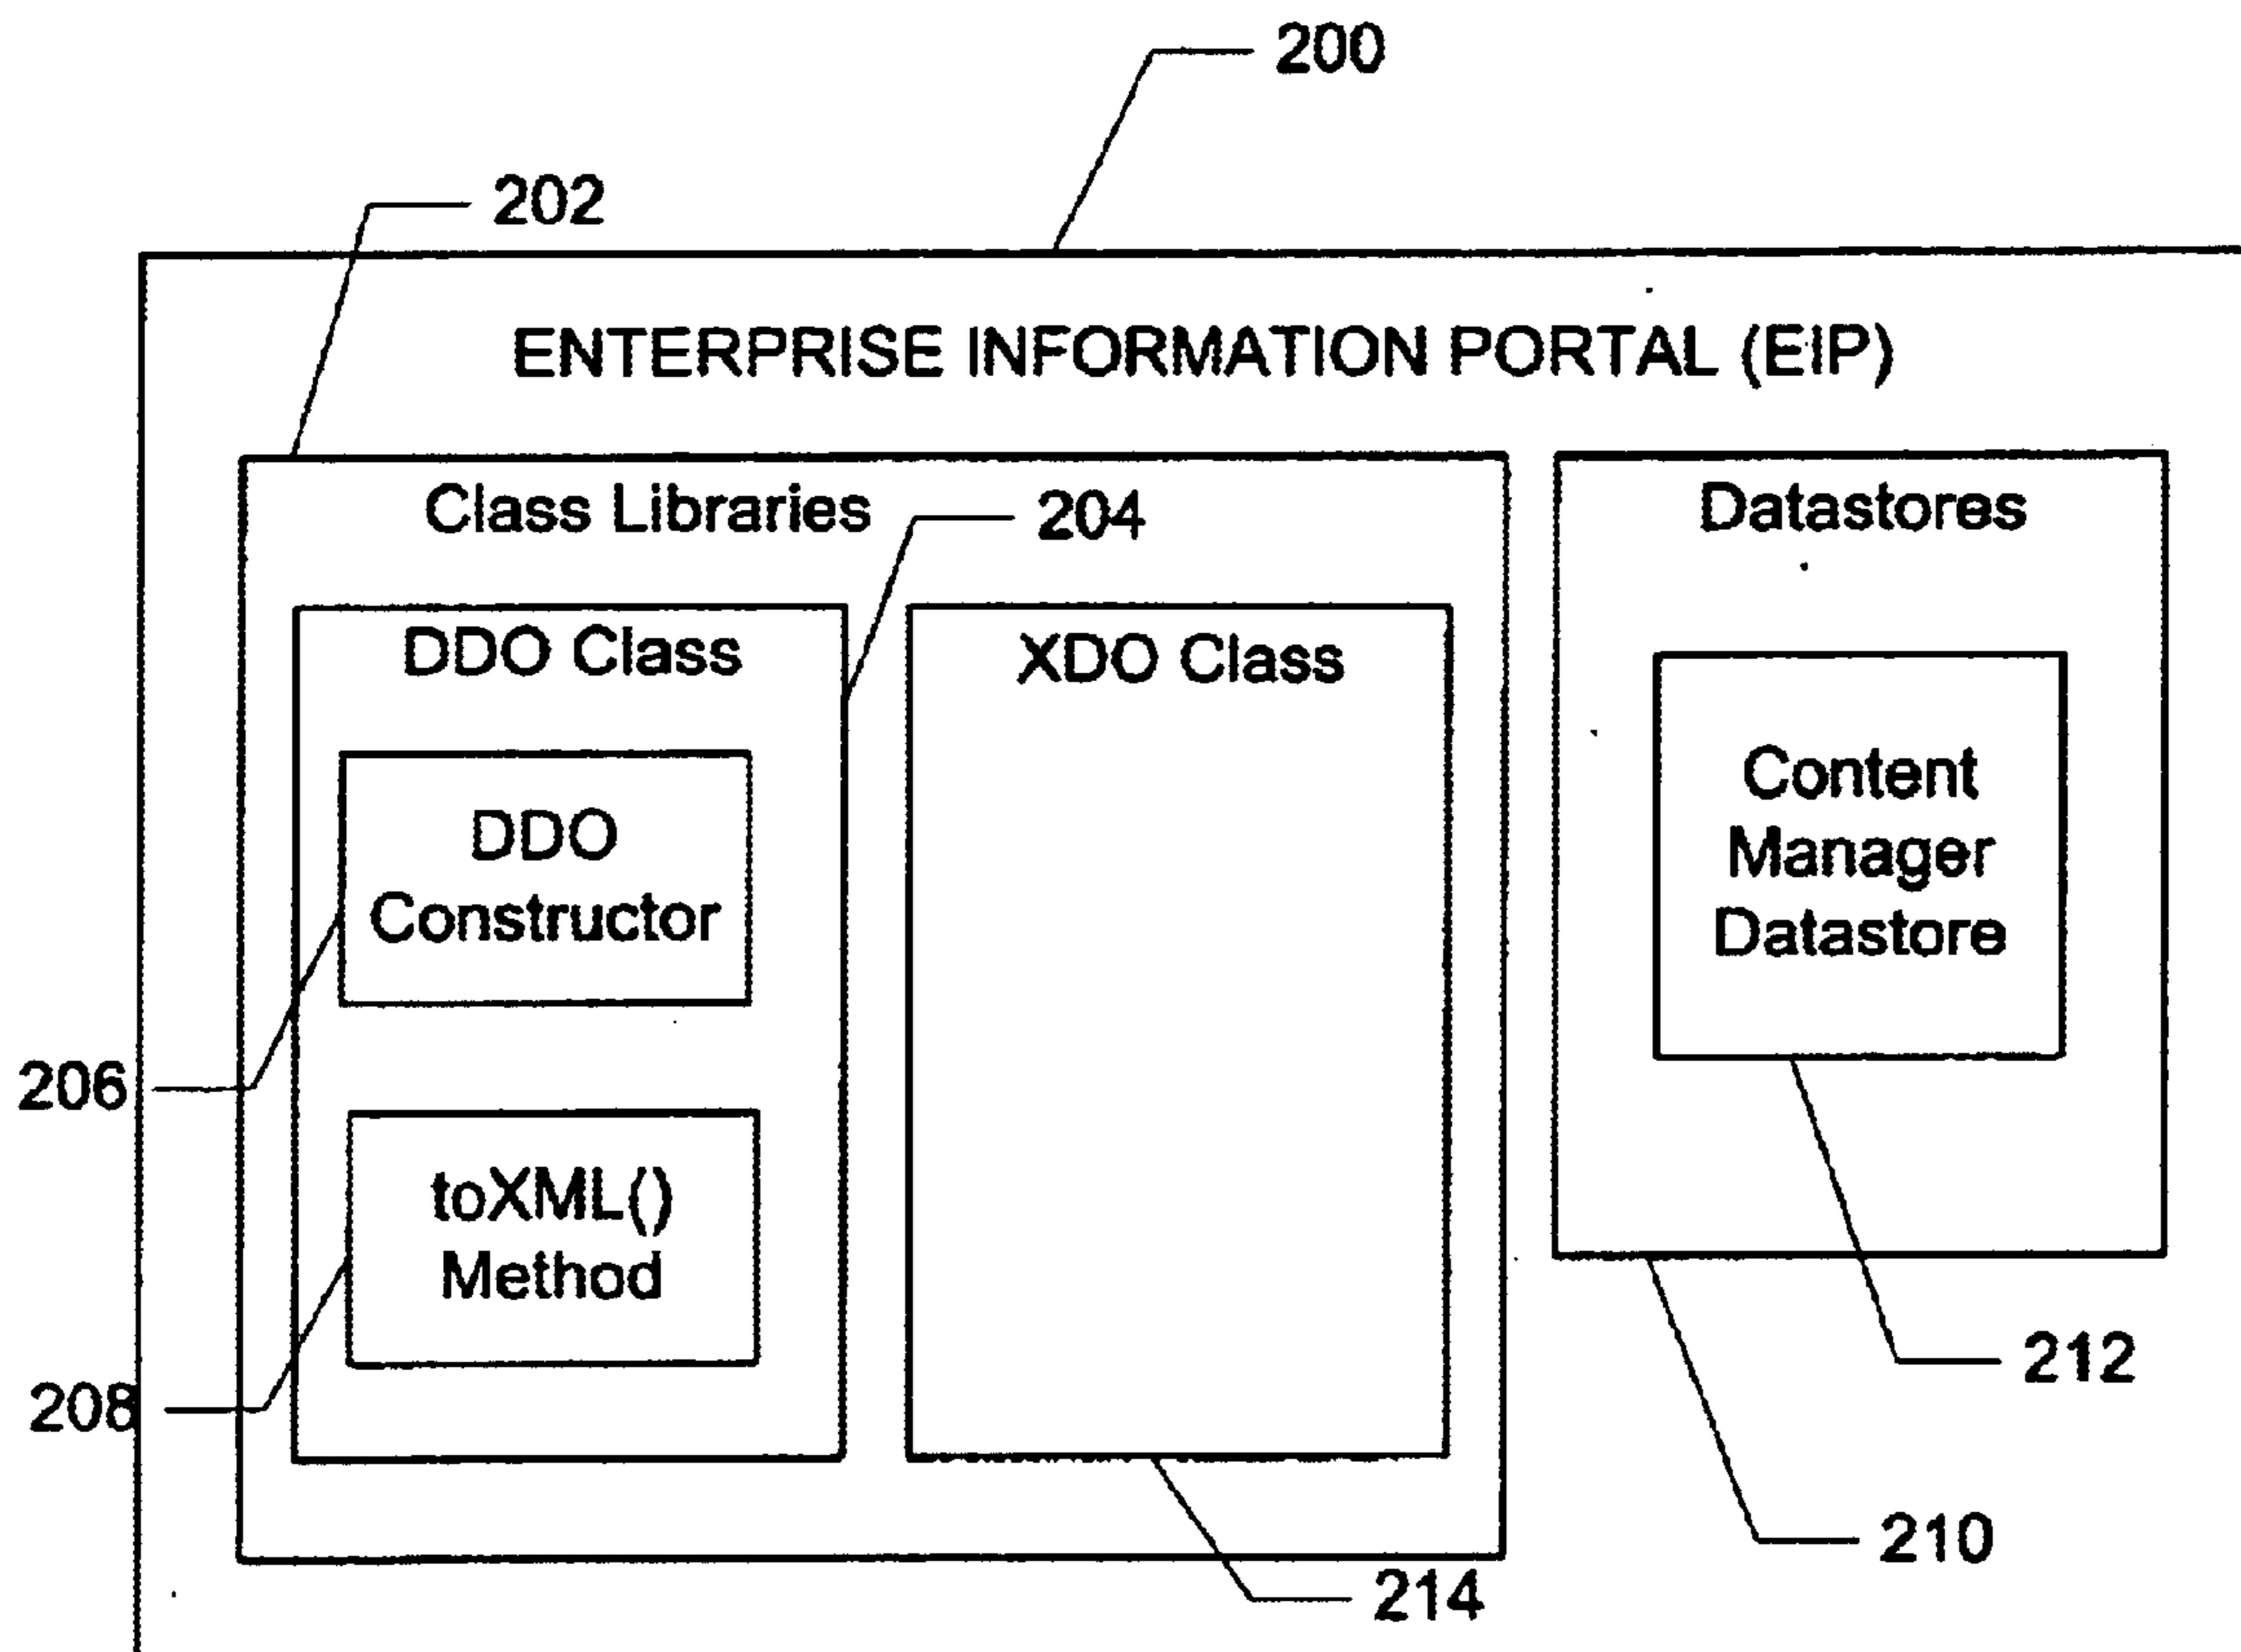 200
202
ENTERPRISE INFORMATION PORTAL (EIP)
Class Libraries
204
Datastores
DDO Class
XDO Class
DDO
Constructor
Content
Manager
Datastore
206
toXML()
Method
208
212
210
214